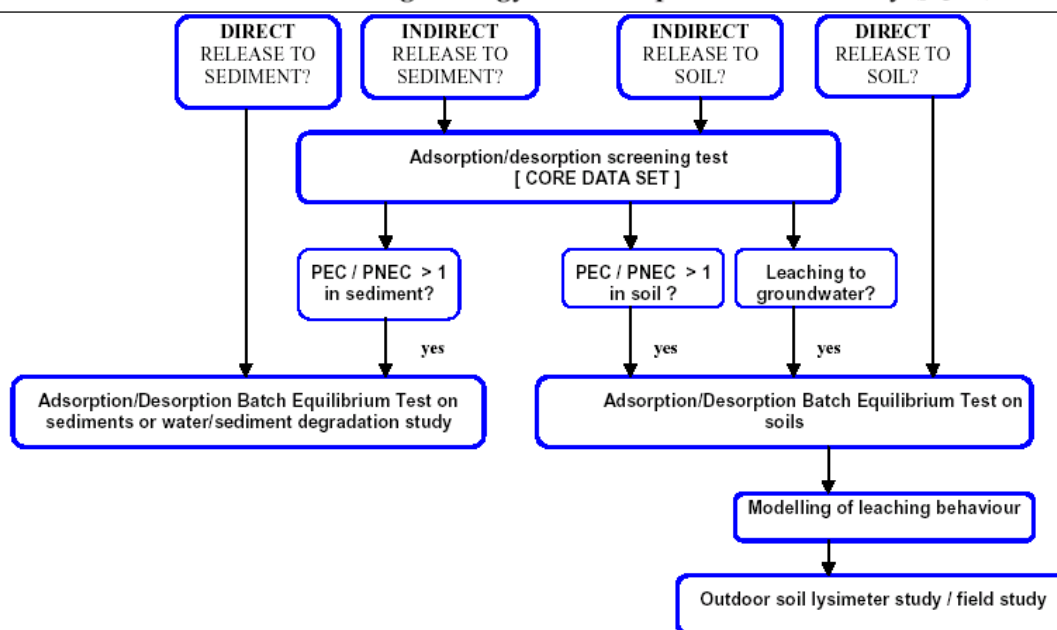 DIRECT
RELEASE TO
SEDIMENT?
INDIRECT
RELEASE TO
SEDIMENT?
INDIRECT
RELEASE TO
SOIL?
DIRECT
RELEASE TO
SOIL?
Adsorption/desorption screening test
[ CORE DATA SET ]
PEC / PNEC > 1
in sediment?
PEC / PNEC > 1
in soil ?
Leaching to
groundwater?
yes
yes
yes
Adsorption/Desorption Batch Equilibrium Test on
sediments or water/sediment degradation study
Adsorption/Desorption Batch Equilibrium Test on
soils
Modelling of leaching behaviour
Outdoor soil lysimeter study / field study